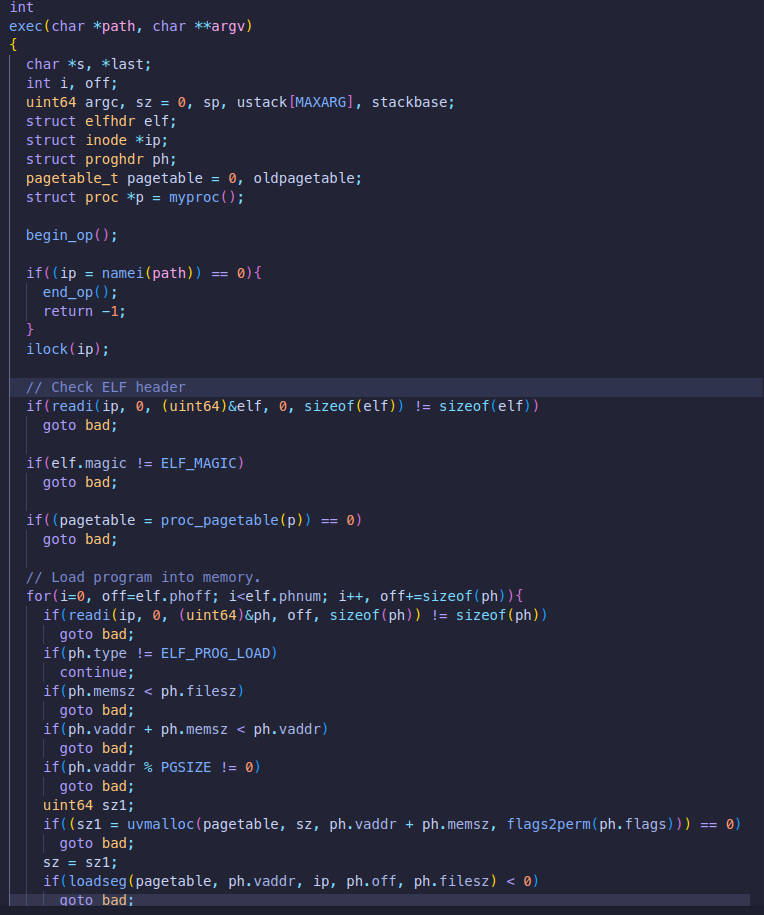 int
exec(char *path, char **argv)
{
  char *s, *last;
  int i, off;
  uint64 argc, sz = 0, sp, ustack[MAXARG], stackbase;
  struct elfhdr elf;
  struct inode *ip;
  struct proghdr ph;
  pagetable_t pagetable = 0, oldpagetable;
  struct proc *p = myproc();

  begin_op();

  if((ip = namei(path)) == 0){
    end_op();
    return -1;
  }
  ilock(ip);

  // Check ELF header
  if(readi(ip, 0, (uint64)&elf, 0, sizeof(elf)) != sizeof(elf))
    goto bad;

  if(elf.magic != ELF_MAGIC)
    goto bad;

  if((pagetable = proc_pagetable(p)) == 0)
    goto bad;

  // Load program into memory.
  for(i=0, off=elf.phoff; i<elf.phnum; i++, off+=sizeof(ph)){
    if(readi(ip, 0, (uint64)&ph, off, sizeof(ph)) != sizeof(ph))
      goto bad;
    if(ph.type != ELF_PROG_LOAD)
      continue;
    if(ph.memsz < ph.filesz)
      goto bad;
    if(ph.vaddr + ph.memsz < ph.vaddr)
      goto bad;
    if(ph.vaddr % PGSIZE != 0)
      goto bad;
    uint64 sz1;
    if((sz1 = uvmalloc(pagetable, sz, ph.vaddr + ph.memsz, flags2perm(ph.flags))) == 0)
      goto bad;
    sz = sz1;
    if(loadseg(pagetable, ph.vaddr, ip, ph.off, ph.filesz) < 0)
      goto bad;